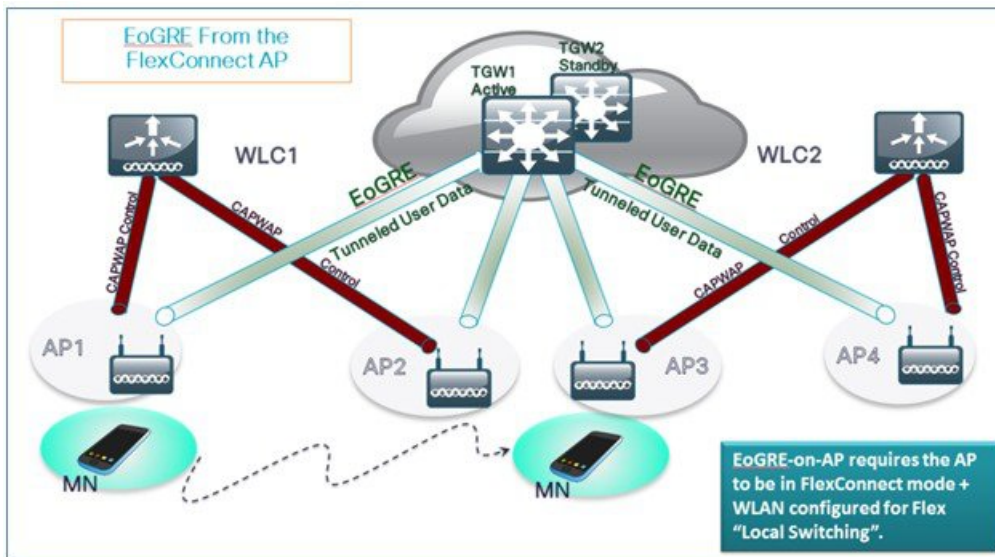 EoGRE From the
FlexConnect AP
TGW2
Standby
TGW1
Active
WLC1
WLC2
EoGRE
Tunneled User Data
EoGRE
Tunneled User Data
CAPWAP Control
CAPWAP
Control
Control
CAPWAP
CAPWAP Control
AP1
AP2
AP3
AP4
MN
MN
EoGRE-on-AP requires the AP
to be in FlexConnect mode +
WLAN configured for Flex
“Local Switching”.